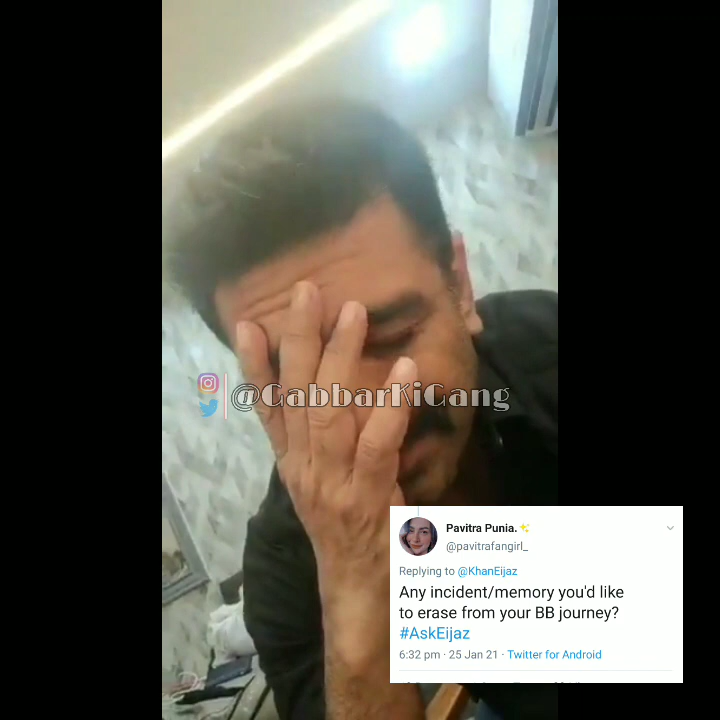 @GabbarKiGang
Pavitra Punia.✨
@pavitrafangirl_
Replying to @KhanEijaz
Any incident/memory you'd like
to erase from your BB journey?
#AskEijaz
6:32 pm · 25 Jan 21 · Twitter for Android